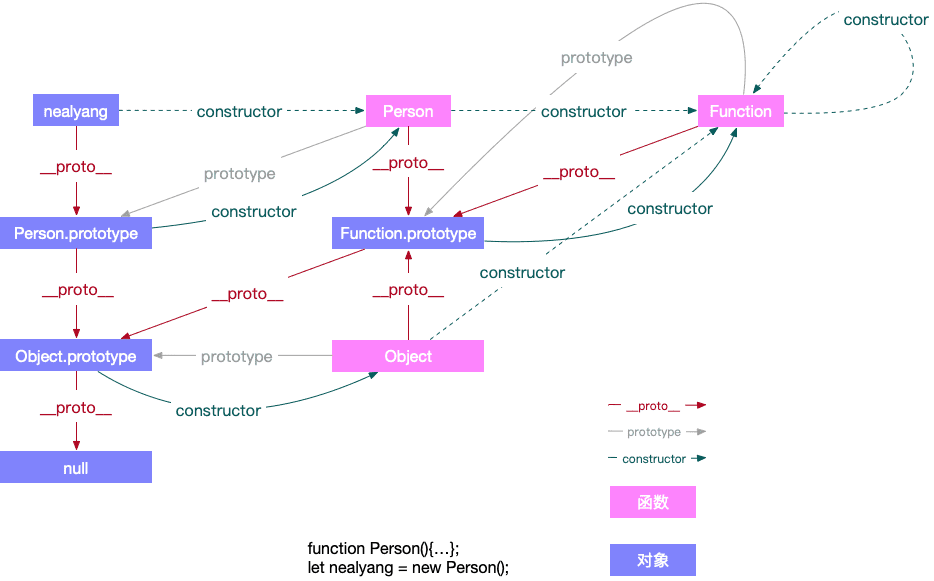 constructor
prototype
nealyang
constructor
Person
constructor
Function
__proto__
prototype
__proto__
__proto__
constructor
constructor
Person.prototype
Function.prototype
constructor
__proto__
__proto__
__proto__
Object.prototype
prototype
Object
__proto__
constructor
__proto__
prototype
constructor
null
函数
function Person(){...};
let nealyang = new Person();
对象